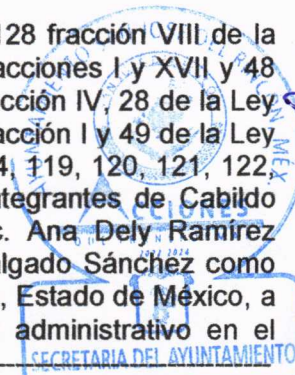 128 fracción VIII de la
acciones I y XVII y 48
cción IV, 28 de la Ley
acción I y 49 de la Ley
4, 119, 120, 121, 122,
ntegrantes de Cabildo
c. Ana Dely Ramírez
algado Sánchez como
, Estado de México, a
administrativo en el
SECRETARIA DEL AYUNTAMIENTO